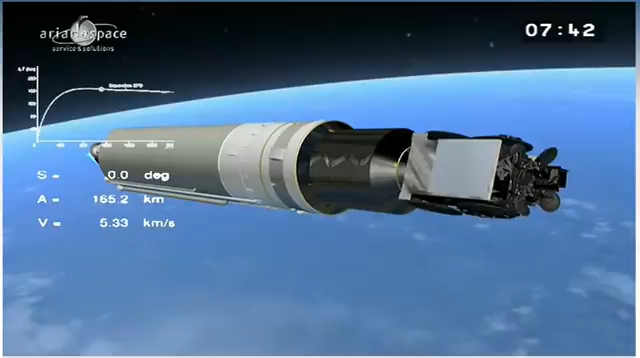 arianespace
service & solutions
07:42
S = 0.0 deg
A = 165.2 km
V = 5.33 km/s